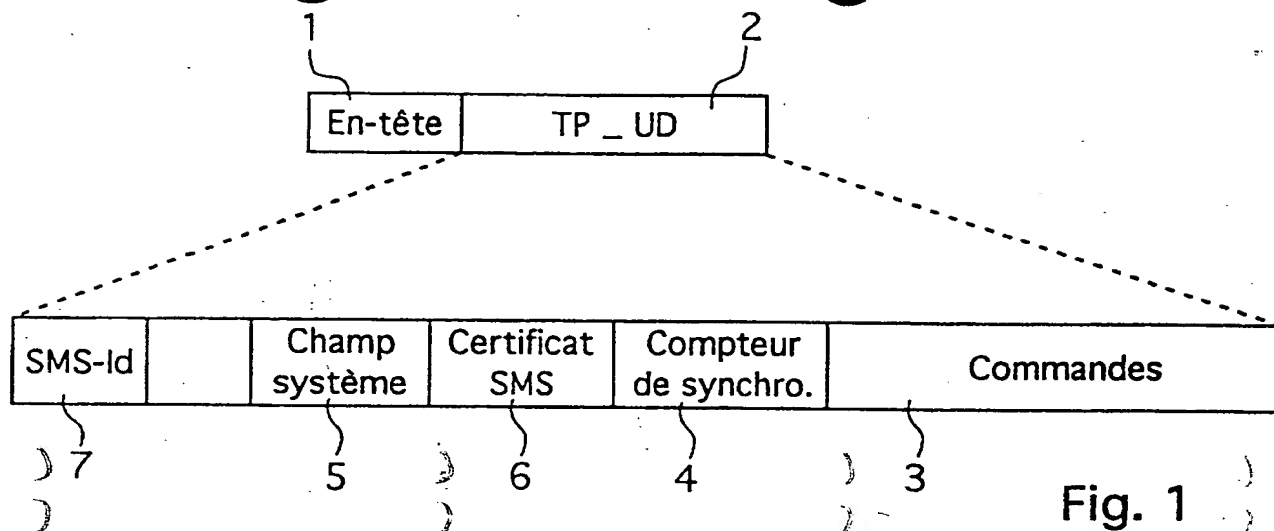 1
2
En-tête
TP _ UD
SMS-Id
Champ
système
Certificat
SMS
Compteur
de synchro.
Commandes
7
5
6
4
3
Fig. 1